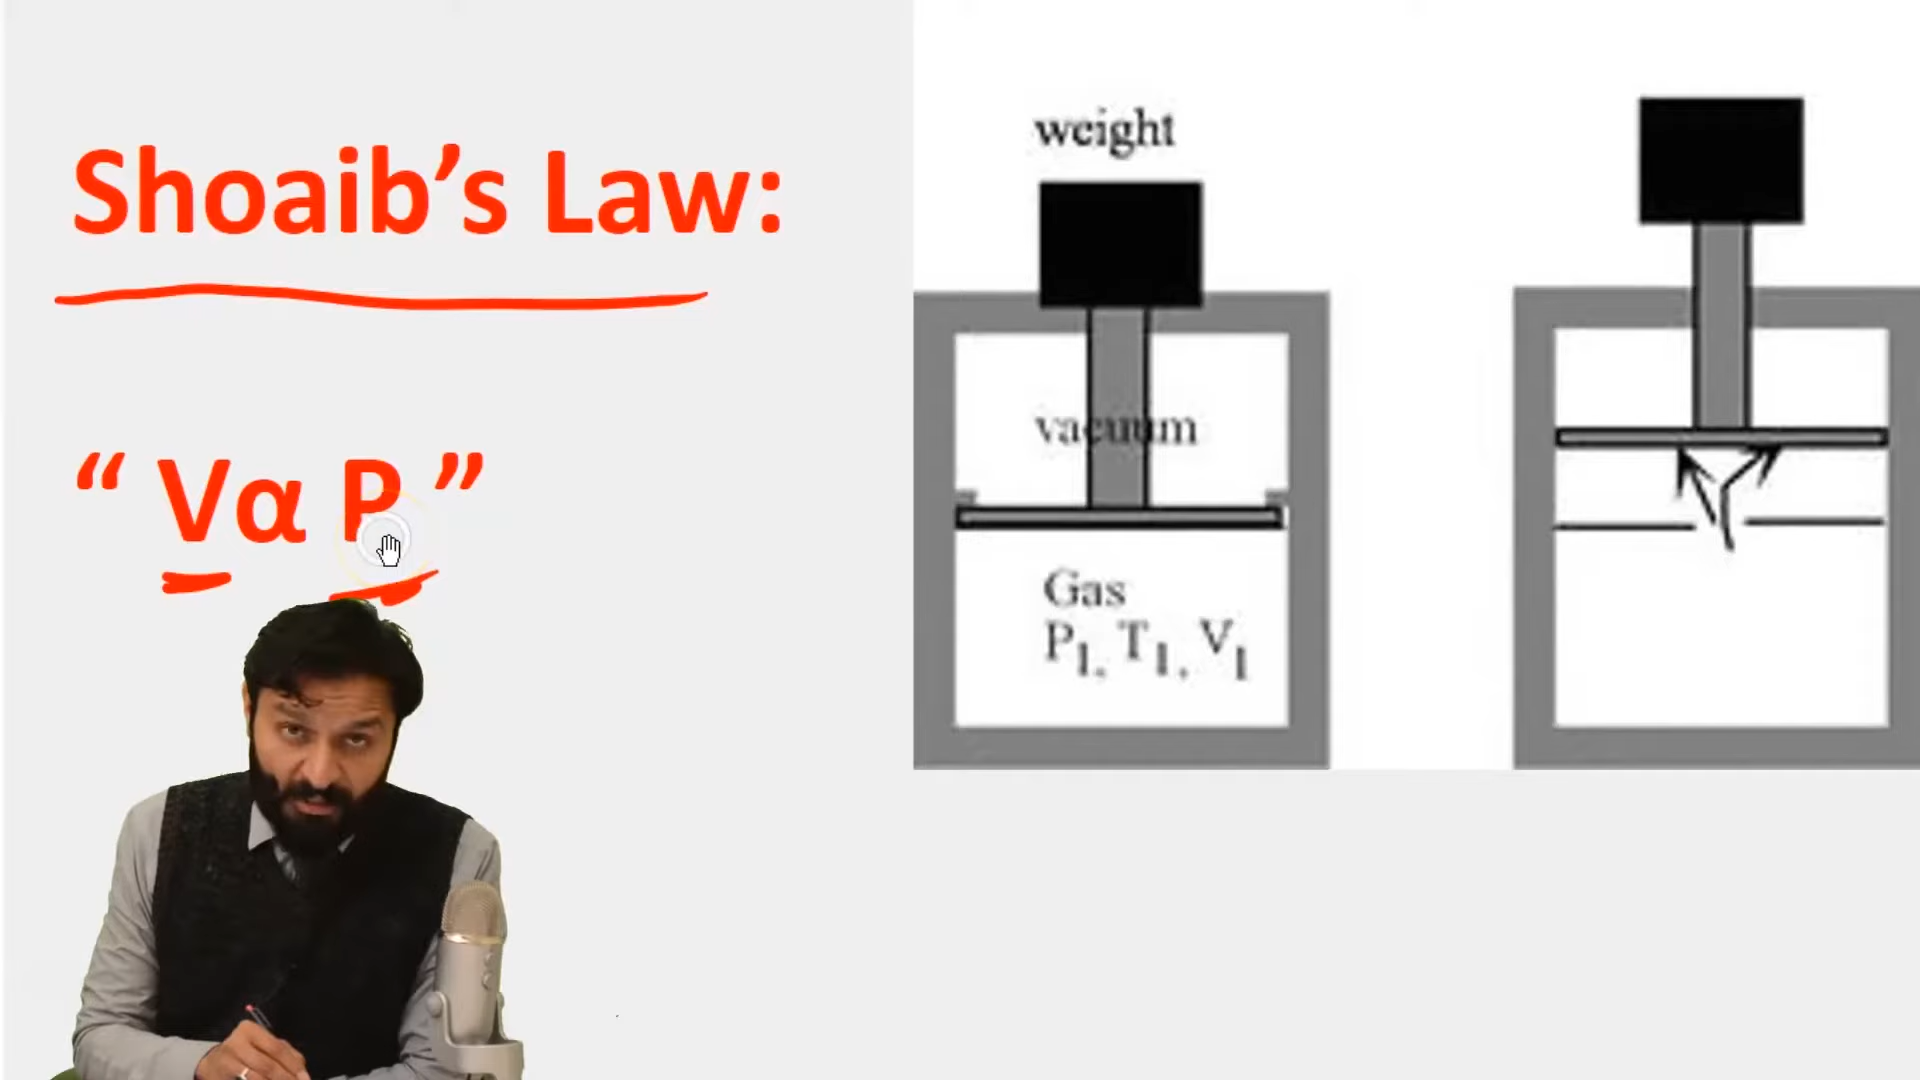 Shoaib’s Law:
“ Vα P ”
weight
vacuum
Gas
P1, T1, V1